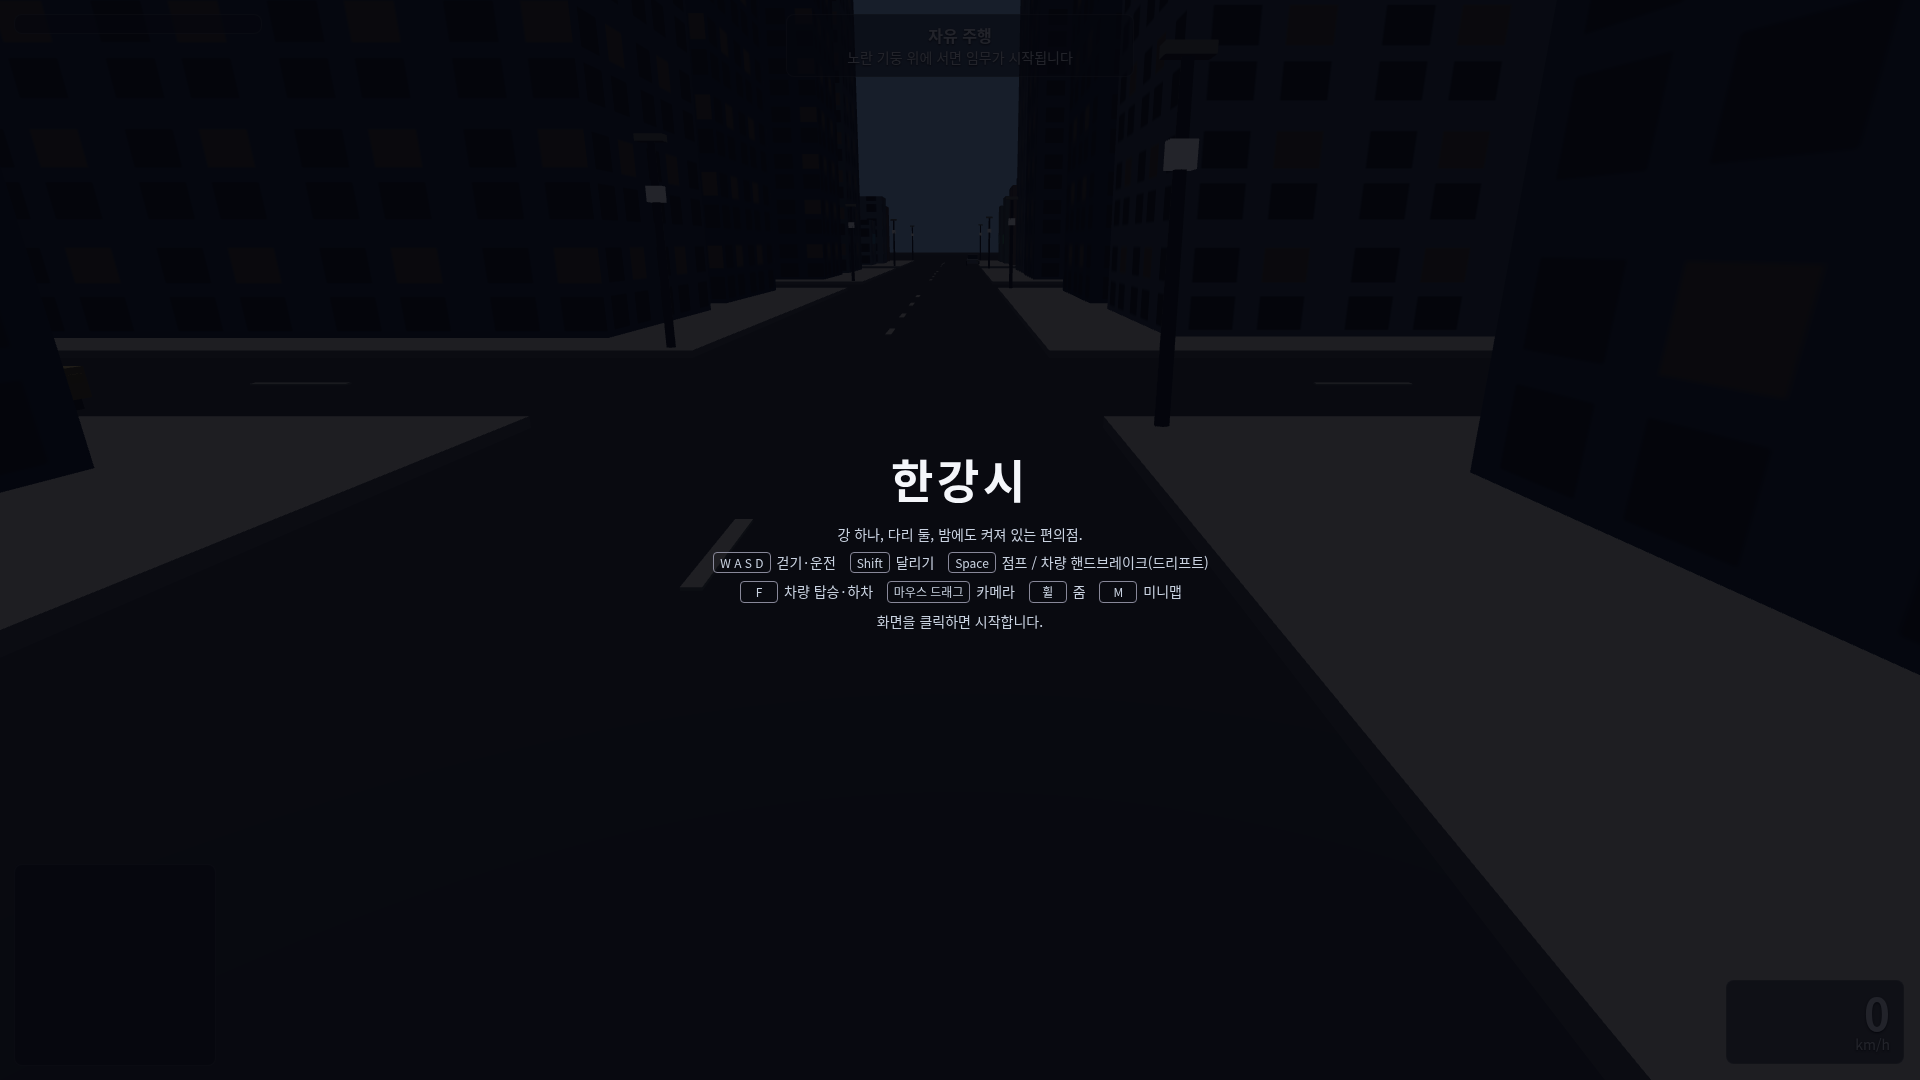 자유 주행
노란 기둥 위에 서면 임무가 시작됩니다
한강시
강 하나, 다리 둘, 밤에도 켜져 있는 편의점.
W A S D 걷기·운전 Shift 달리기 Space 점프 / 차량 핸드브레이크(드리프트)
F 차량 탑승·하차 마우스 드래그 카메라 휠 줌 M 미니맵
화면을 클릭하면 시작합니다.
0
km/h